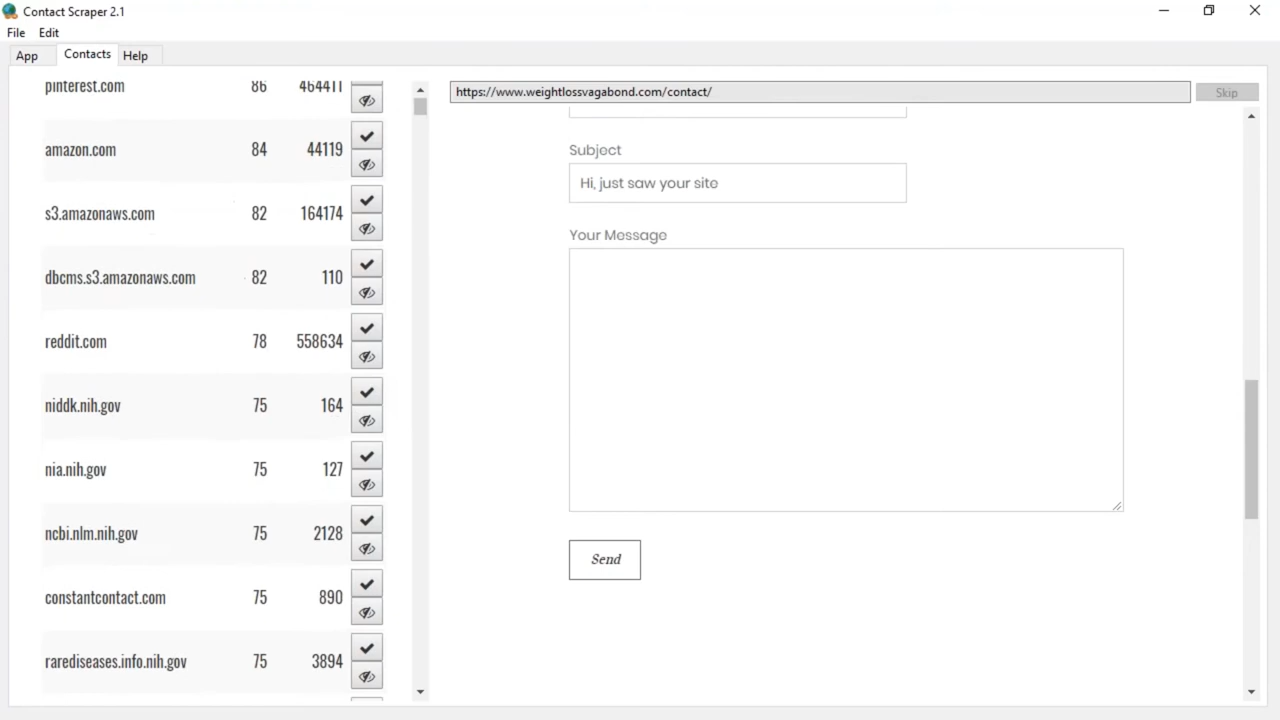 Contact Scraper 2.1
File Edit
App Contacts Help
pinterest.com 86 464411
amazon.com 84 44119
s3.amazonaws.com 82 164174
dbcms.s3.amazonaws.com 82 110
reddit.com 78 558634
niddk.nih.gov 75 164
nia.nih.gov 75 127
ncbi.nlm.nih.gov 75 2128
constantcontact.com 75 890
rarediseases.info.nih.gov 75 3894
https://www.weightlossvagabond.com/contact/ Skip
Subject
Hi, just saw your site
Your Message
Send